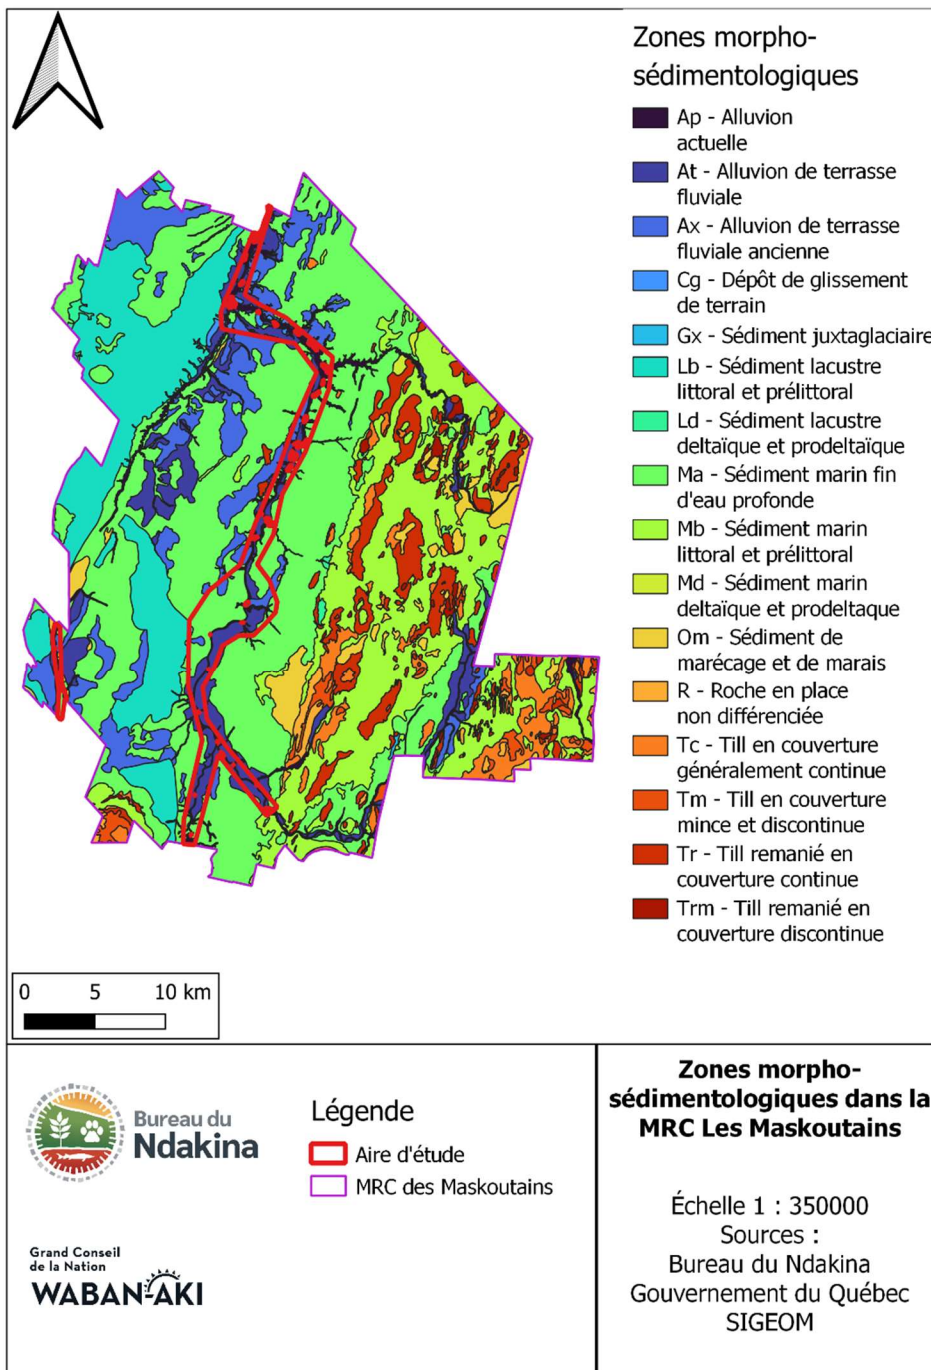 Zones morpho-
sédimentologiques
Ap - Alluvion
actuelle
At - Alluvion de terrasse
fluviale
Ax - Alluvion de terrasse
fluviale ancienne
Cg - Dépôt de glissement
de terrain
Gx - Sédiment juxtaglaciaire
Lb - Sédiment lacustre
littoral et prélittoral
Ld - Sédiment lacustre
deltaïque et prodeltaïque
Ma - Sédiment marin fin
d'eau profonde
Mb - Sédiment marin
littoral et prélittoral
Md - Sédiment marin
deltaïque et prodeltaque
Om - Sédiment de
marécage et de marais
R - Roche en place
non différenciée
Tc - Till en couverture
généralement continue
Tm - Till en couverture
mince et discontinue
Tr - Till remanié en
couverture continue
Trm - Till remanié en
couverture discontinue
0 5 10 km
Bureau du
Ndakina
Grand Conseil
de la Nation
WABAN-AKI
Légende
Aire d'étude
MRC des Maskoutains
Zones morpho-
sédimentologiques dans la
MRC Les Maskoutains
Échelle 1 : 350000
Sources :
Bureau du Ndakina
Gouvernement du Québec
SIGEOM